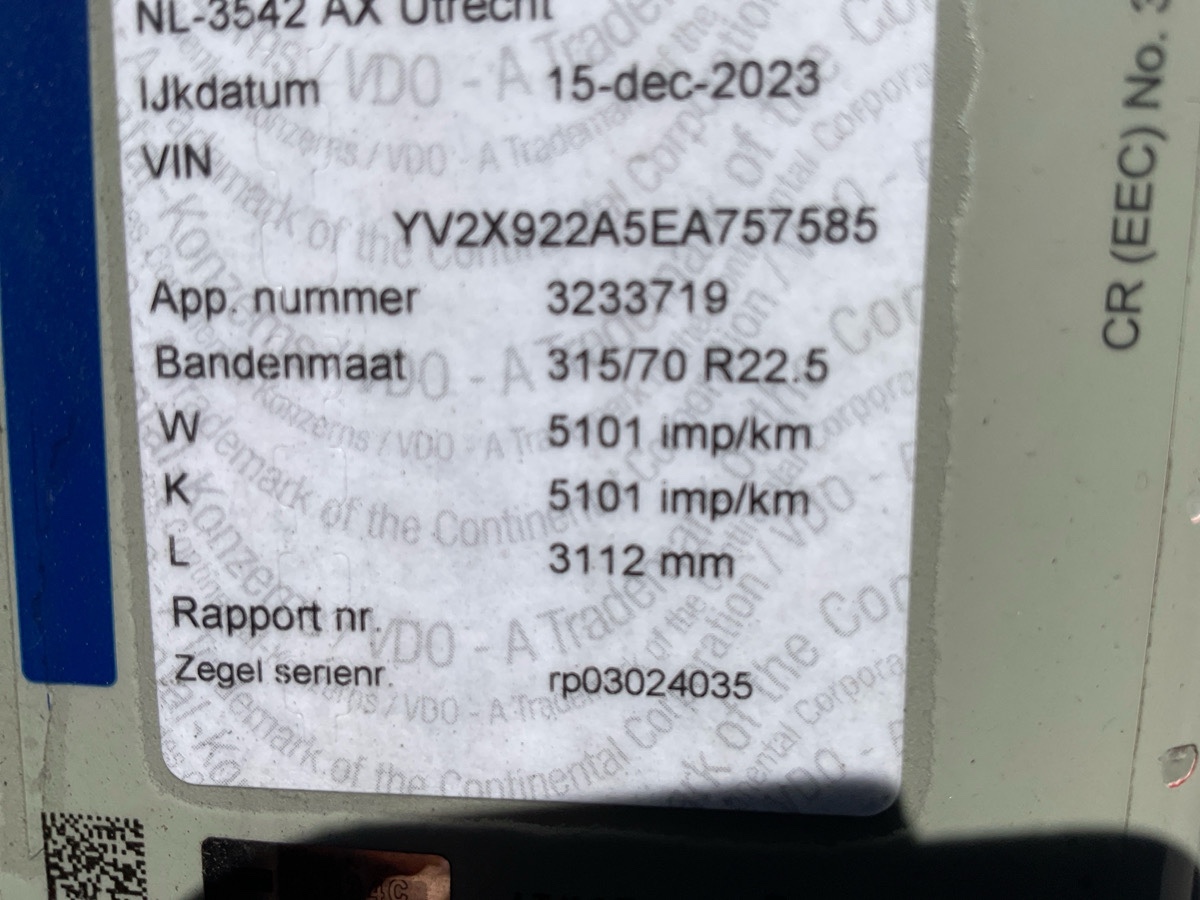 NL-3542 AX Utrecht
IJkdatum 15-dec-2023
VIN
YV2X922A5EA757585
App. nummer 3233719
Bandenmaat 315/70 R22.5
W 5101 imp/km
K 5101 imp/km
L 3112 mm
Rapport nr.
Zegel serienr. rp03024035
CR (EEC) No. 3